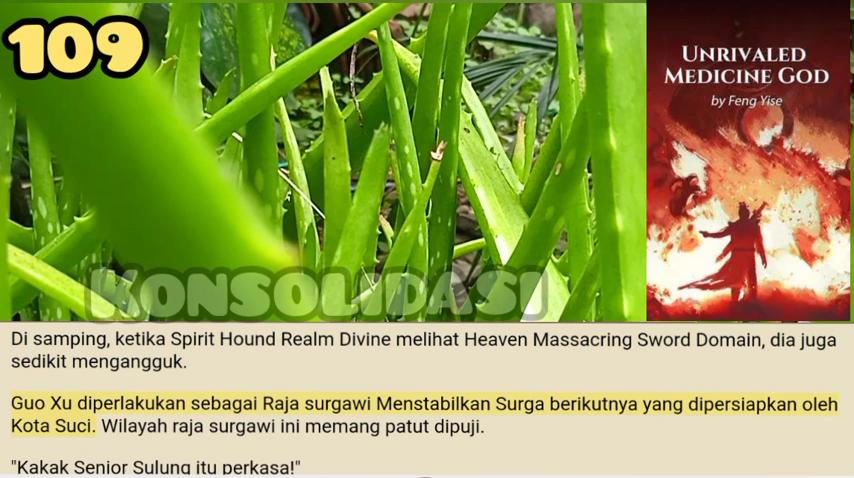 109
UNRIVALED
MEDICINE GOD
by Feng Yise
KONSOLIDASI
Di samping, ketika Spirit Hound Realm Divine melihat Heaven Massacring Sword Domain, dia juga
sedikit mengangguk.
Guo Xu diperlakukan sebagai Raja surgawi Menstabilkan Surga berikutnya yang dipersiapkan oleh
Kota Suci. Wilayah raja surgawi ini memang patut dipuji.
"Kakak Senior Sulung itu perkasa!"